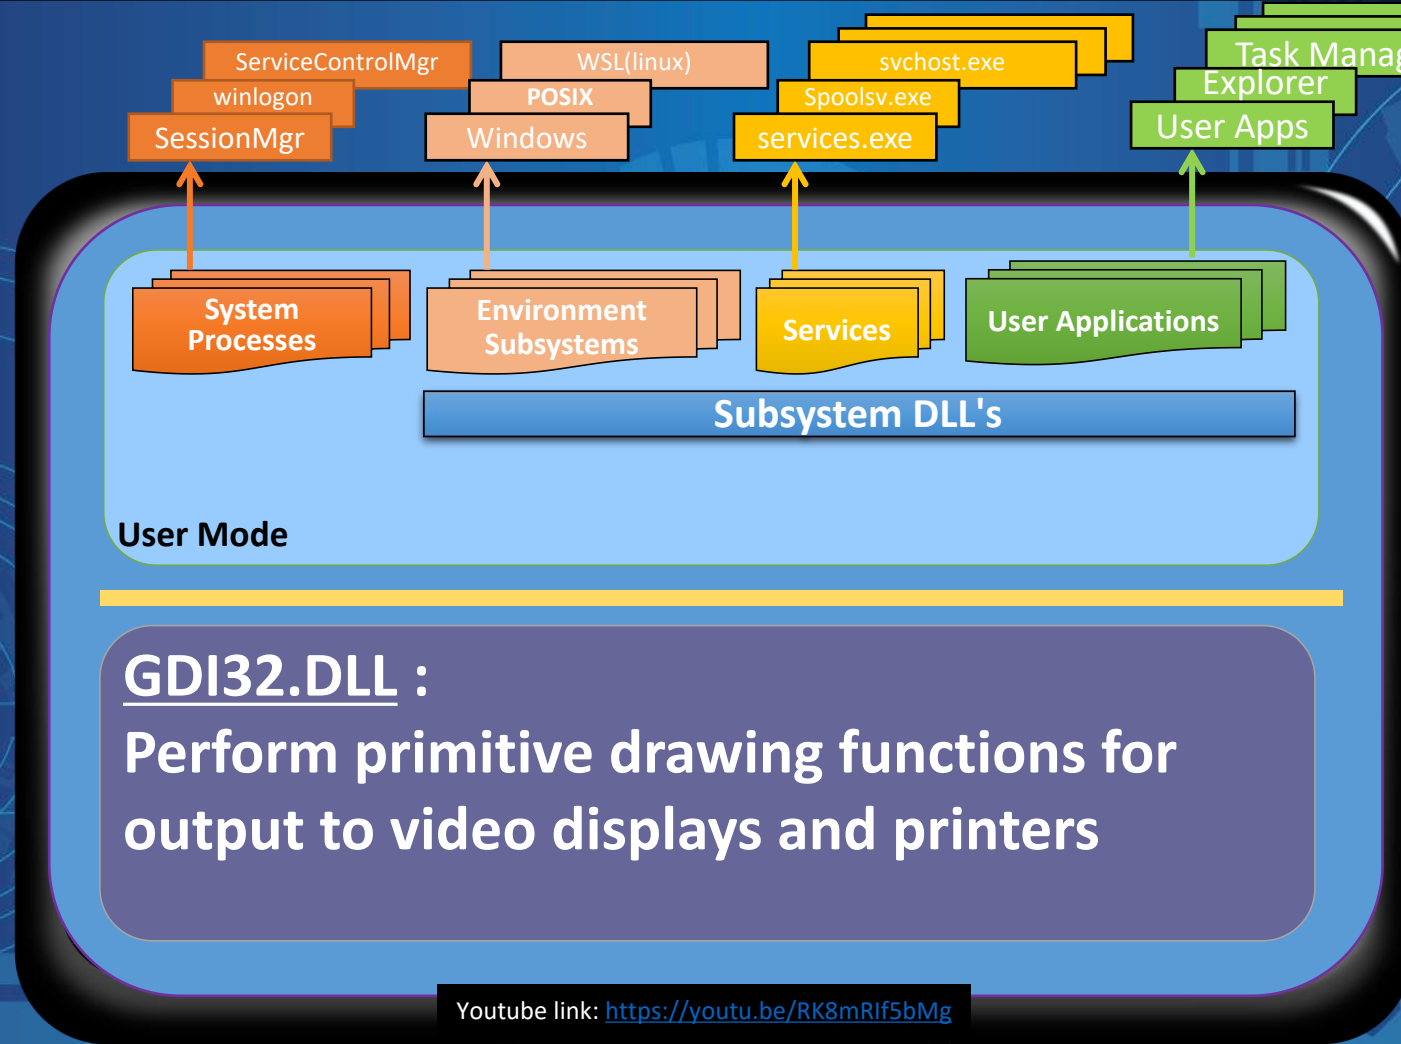 ServiceControlMgr
winlogon
SessionMgr
WSL(linux)
POSIX
Windows
svchost.exe
Spoolsv.exe
services.exe
Task Manag
Explorer
User Apps
System
Processes
Environment
Subsystems
Services
User Applications
Subsystem DLL's
User Mode
GDI32.DLL :
Perform primitive drawing functions for
output to video displays and printers
Youtube link: https://youtu.be/RK8mRIf5bMg